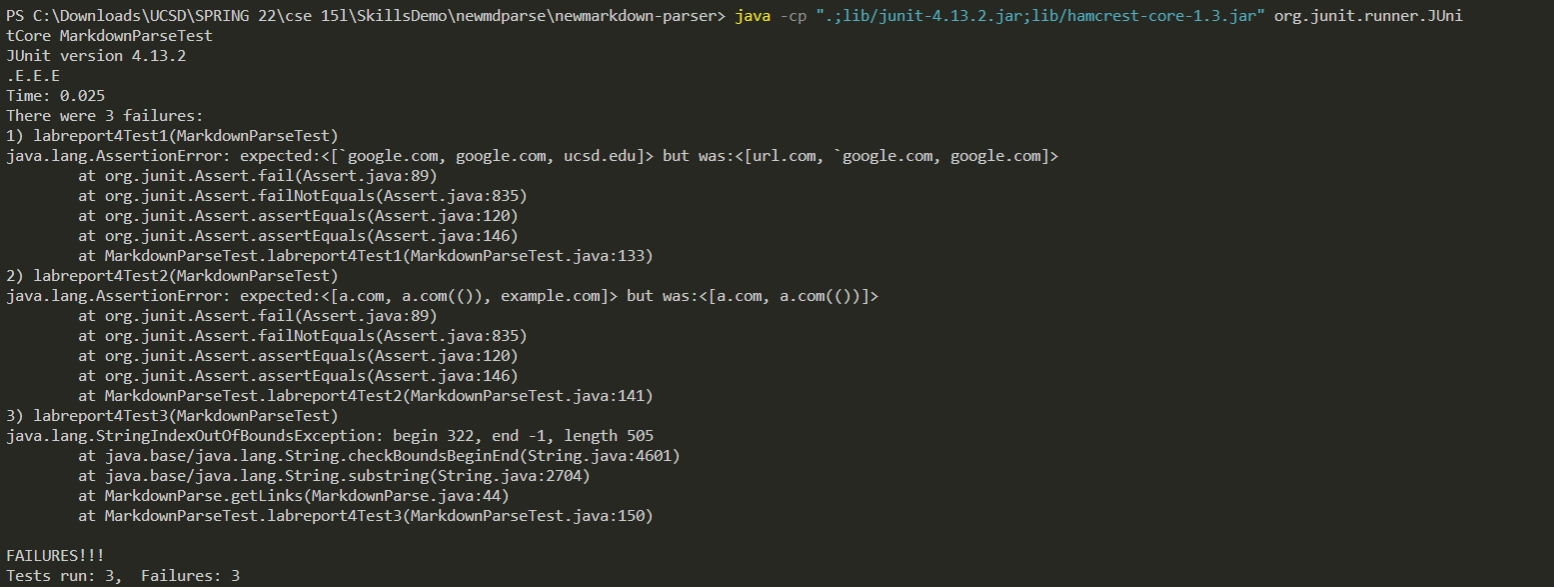 PS C:\Downloads\UCSD\SPRING 22\cse 15l\SkillsDemo\newmdparse\newmarkdown-parser> java -cp ".;lib/junit-4.13.2.jar;lib/hamcrest-core-1.3.jar" org.junit.runner.JUni
tCore MarkdownParseTest
JUnit version 4.13.2
.E.E.E
Time: 0.025
There were 3 failures:
1) labreport4Test1(MarkdownParseTest)
java.lang.AssertionError: expected:<[`google.com, google.com, ucsd.edu]> but was:<[url.com, `google.com, google.com]>
        at org.junit.Assert.fail(Assert.java:89)
        at org.junit.Assert.failNotEquals(Assert.java:835)
        at org.junit.Assert.assertEquals(Assert.java:120)
        at org.junit.Assert.assertEquals(Assert.java:146)
        at MarkdownParseTest.labreport4Test1(MarkdownParseTest.java:133)
2) labreport4Test2(MarkdownParseTest)
java.lang.AssertionError: expected:<[a.com, a.com(()), example.com]> but was:<[a.com, a.com(())]>
        at org.junit.Assert.fail(Assert.java:89)
        at org.junit.Assert.failNotEquals(Assert.java:835)
        at org.junit.Assert.assertEquals(Assert.java:120)
        at org.junit.Assert.assertEquals(Assert.java:146)
        at MarkdownParseTest.labreport4Test2(MarkdownParseTest.java:141)
3) labreport4Test3(MarkdownParseTest)
java.lang.StringIndexOutOfBoundsException: begin 322, end -1, length 505
        at java.base/java.lang.String.checkBoundsBeginEnd(String.java:4601)
        at java.base/java.lang.String.substring(String.java:2704)
        at MarkdownParse.getLinks(MarkdownParse.java:44)
        at MarkdownParseTest.labreport4Test3(MarkdownParseTest.java:150)

FAILURES!!!
Tests run: 3,  Failures: 3